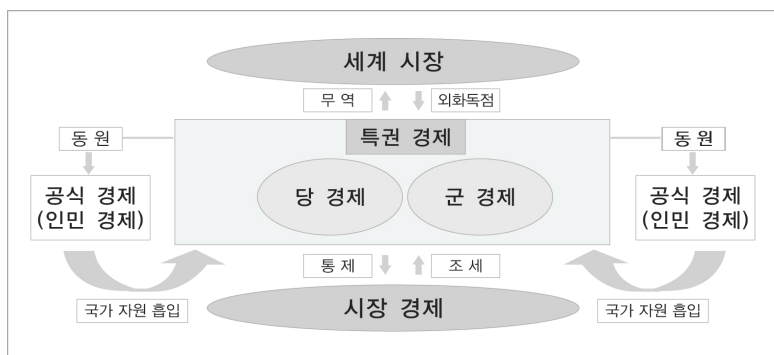 세계 시장
무 역
외화독점
동 원
특권 경제
동 원
당 경제
군 경제
공식 경제
(인민 경제)
공식 경제
(인민 경제)
통 제
조 세
국가 자원 흡입
시장 경제
국가 자원 흡입